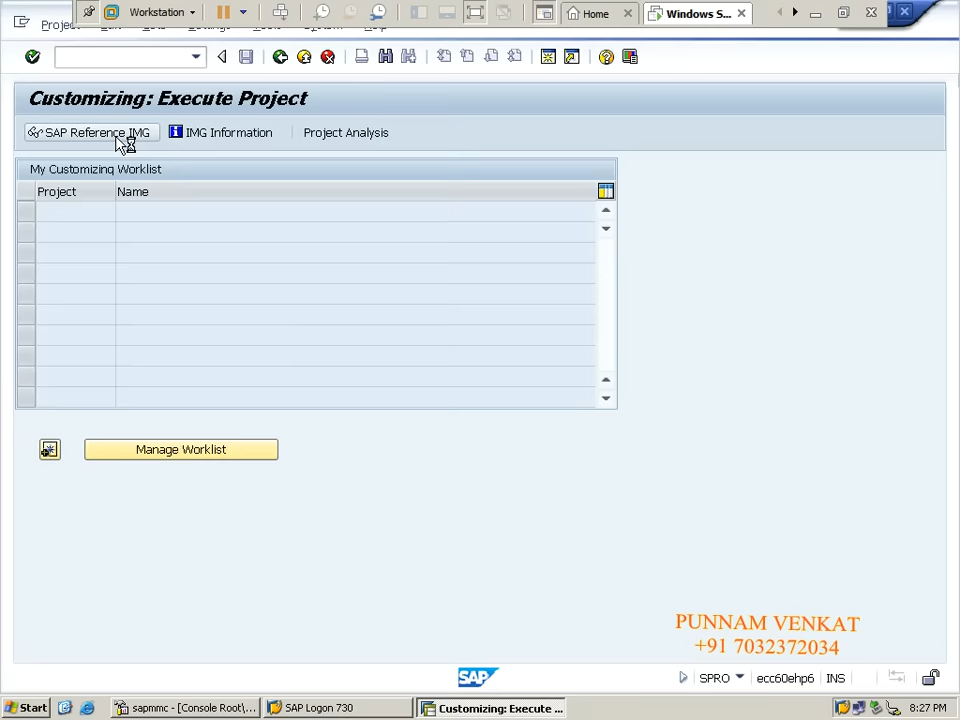 Workstation
Home
Windows S...
Project
Customizing: Execute Project
SAP Reference IMG
IMG Information
Project Analysis
My Customizing Worklist
Project
Name
Manage Worklist
PUNNAM VENKAT
+91 7032372034
SAP
SPRO
ecc60ehp6
INS
Start
sapmmc - [Console Root\...
SAP Logon 730
Customizing: Execute ...
8:27 PM